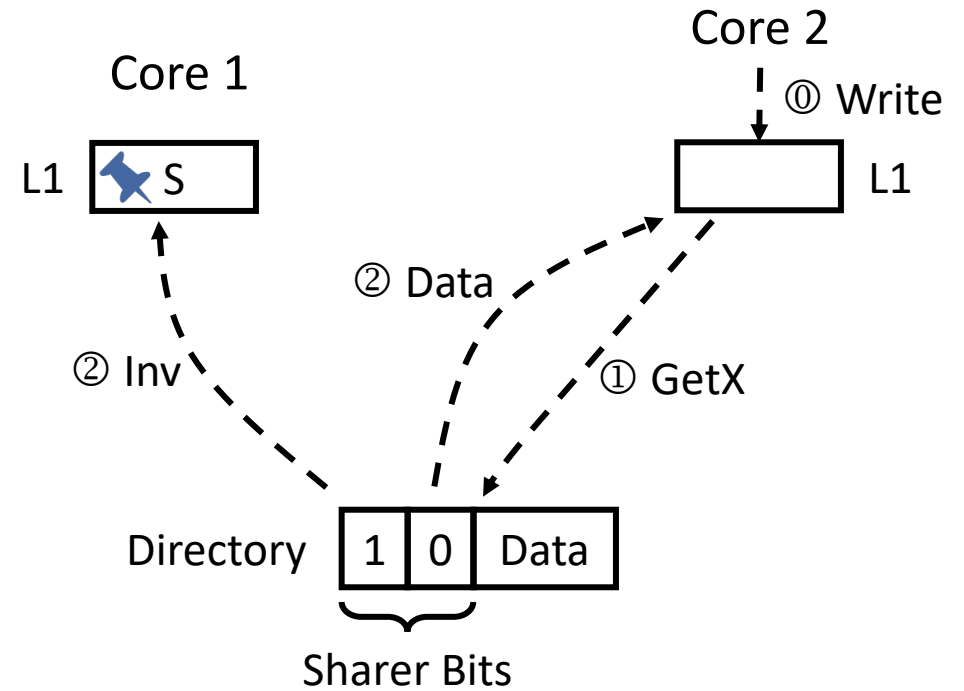 Core 2
Core 1
⓪ Write
L1
S
L1
② Data
② Inv
① GetX
Directory
1
0
Data
Sharer Bits